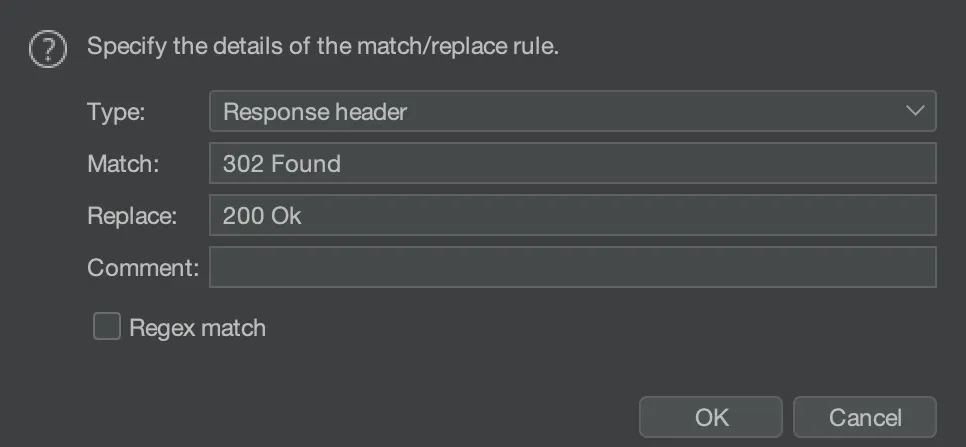 Specify the details of the match/replace rule.
Type: Response header
Match: 302 Found
Replace: 200 Ok
Comment:
Regex match
OK Cancel